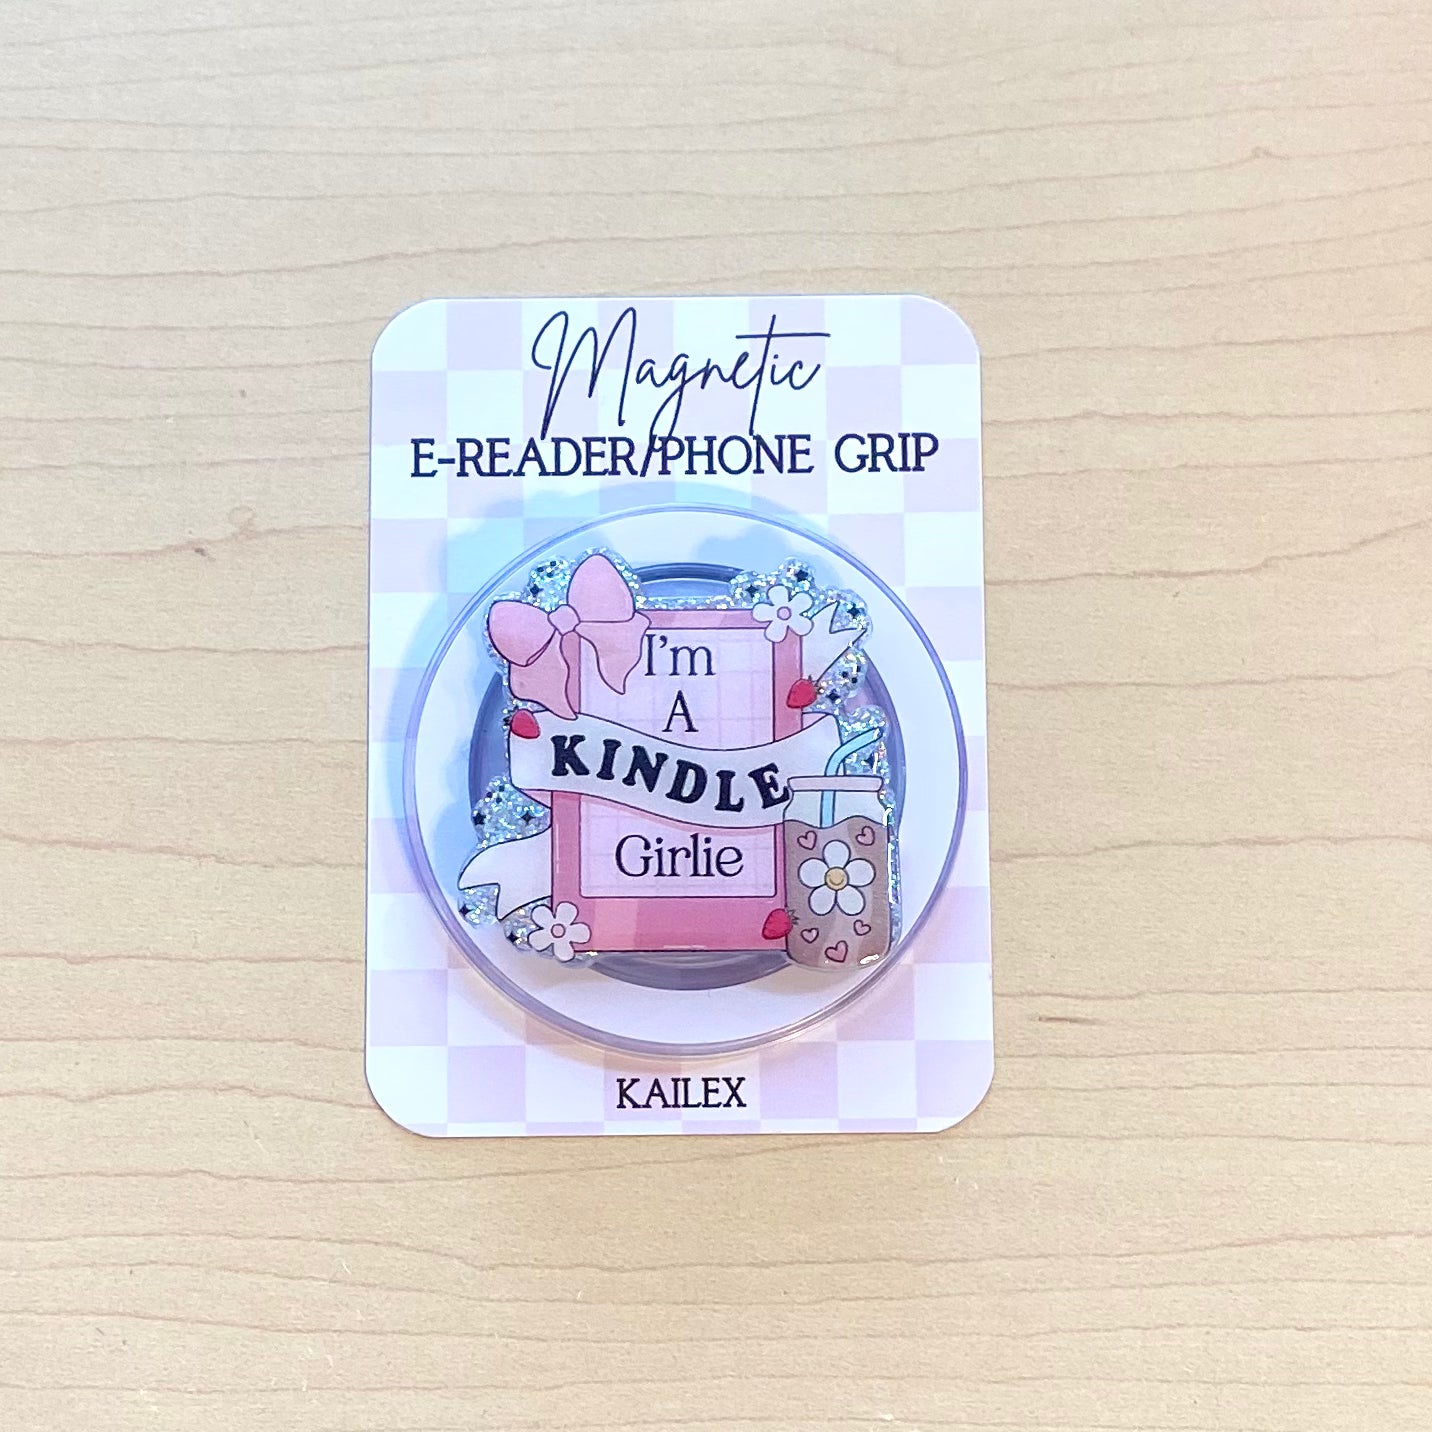 Magnetic
E-READER/PHONE GRIP
I'm
A
KINDLE
Girlie
KAILEX